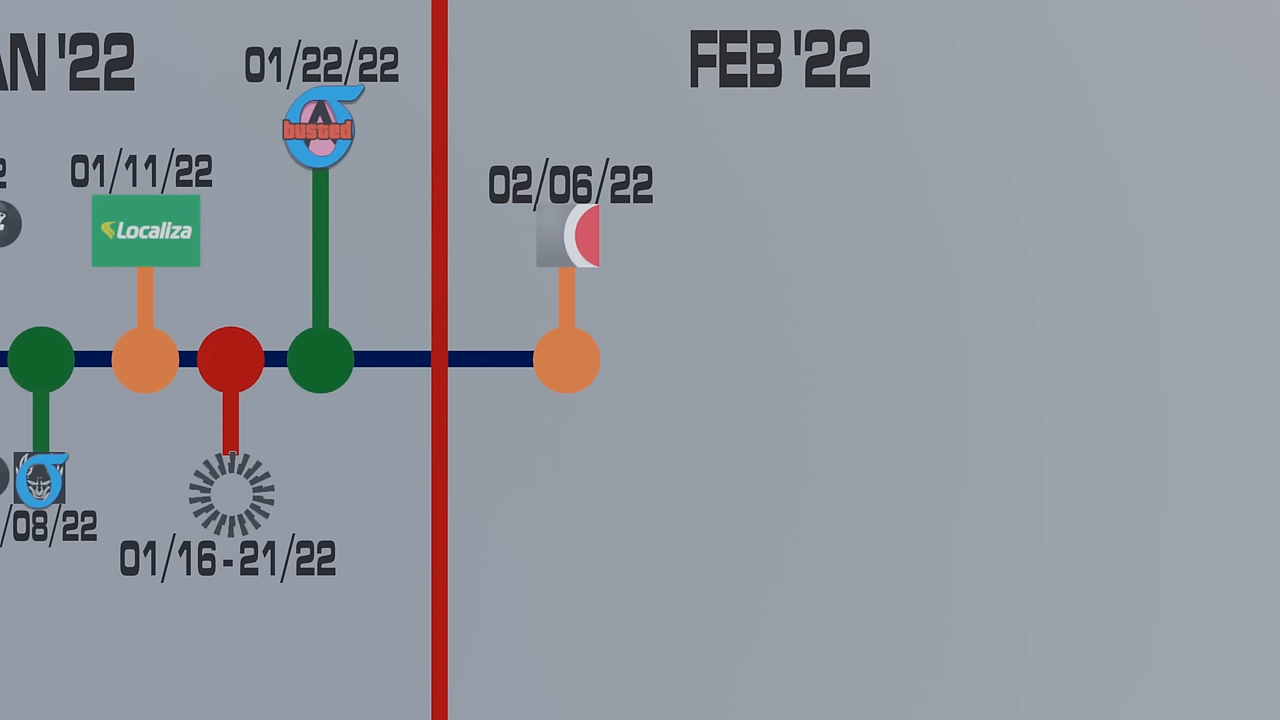 AN '22
FEB '22
01/22/22
busted
01/11/22
02/06/22
Localiza
/08/22
01/16-21/22